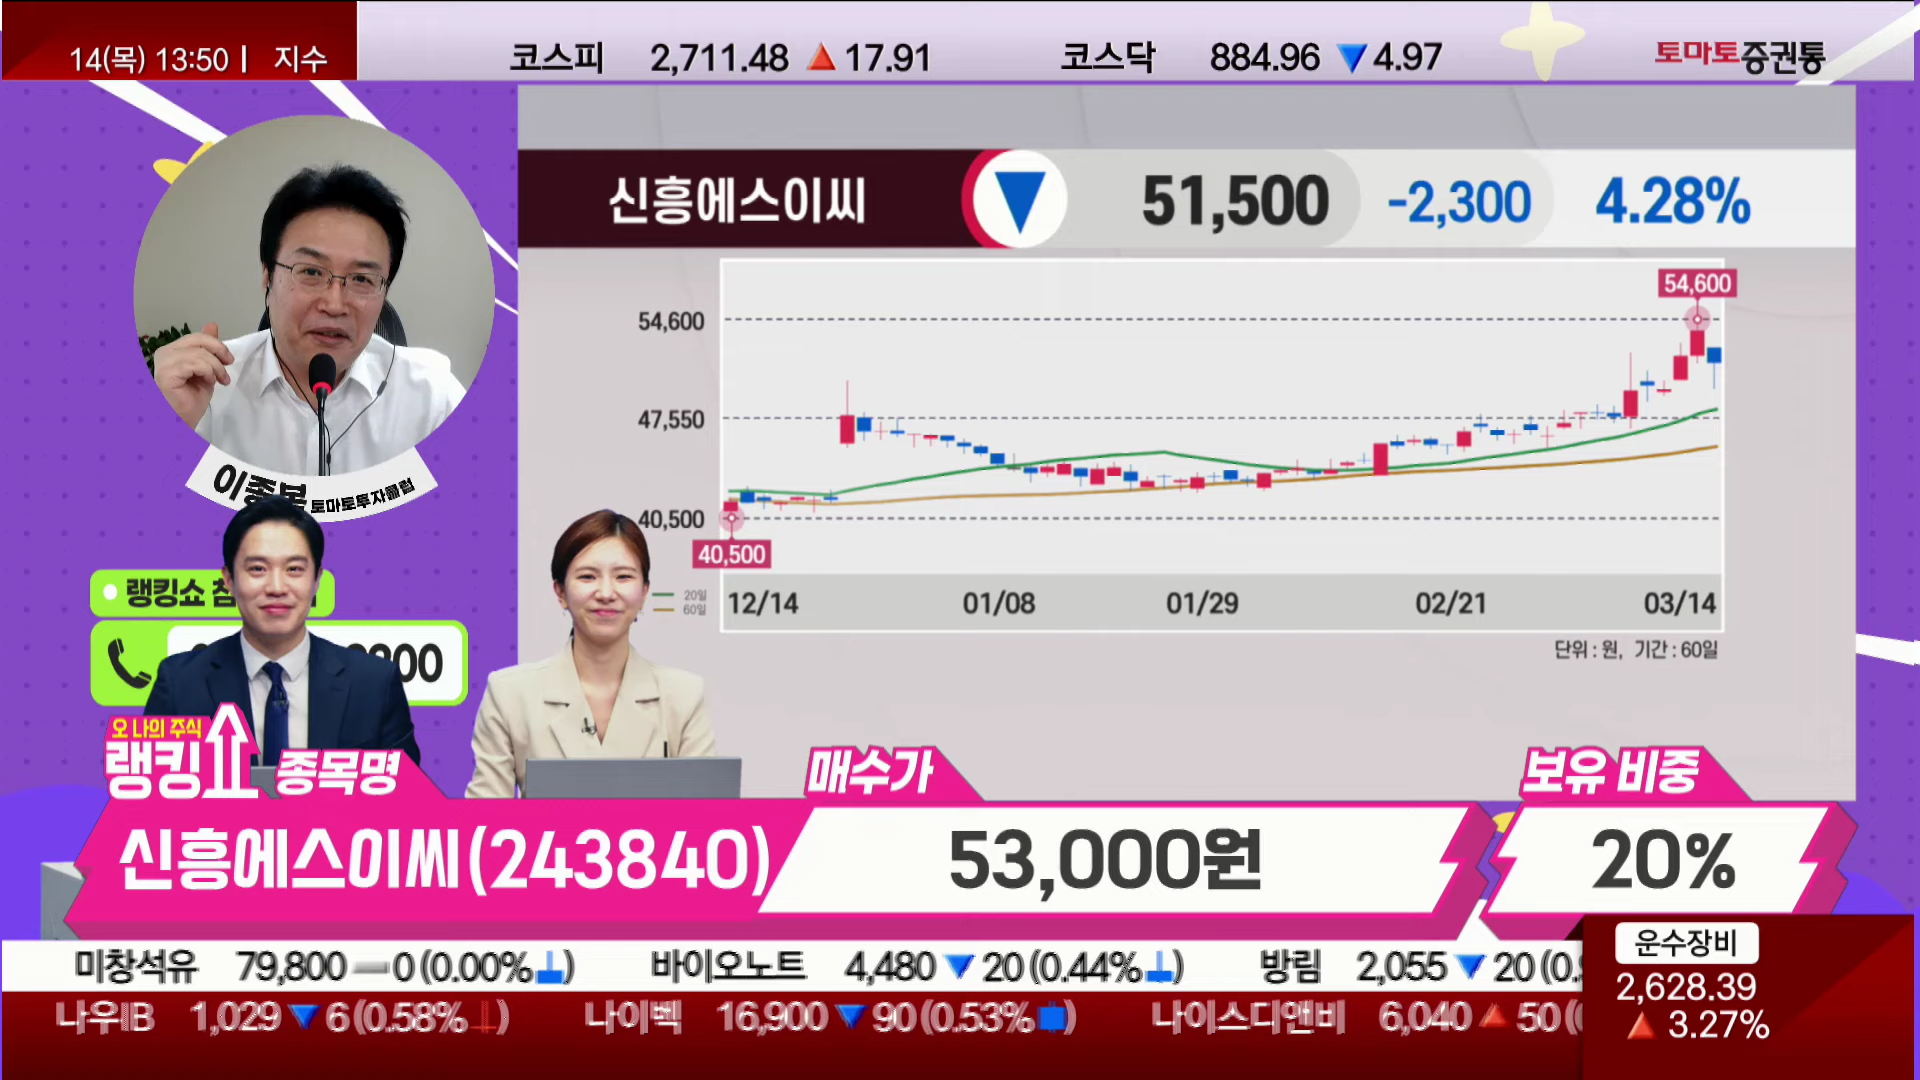 14(목) 13:50 | 지수
코스피 2,711.48 ▲ 17.91
코스닥 884.96 ▼ 4.97
토마토증권통
신흥에스이씨 ▼ 51,500 -2,300 4.28%
54,600
47,550
40,500
54,600
40,500
20일
60일
12/14 01/08 01/29 02/21 03/14
단위 : 원, 기간 : 60일
이종복 토마토투자클럽
랭킹쇼
오 나의 주식
랭킹쇼
종목명
신흥에스이씨(243840)
매수가
53,000원
보유 비중
20%
미창석유 79,800 0 (0.00% ) 바이오노트 4,480 ▼ 20 (0.44% ) 방림 2,055 ▼ 20
나우IB 1,029 ▼ 6 (0.58% ) 나이벡 16,900 ▼ 90 (0.53% ) 나이스디앤비 6,040 ▲ 50
운수장비
2,628.39
▲ 3.27%